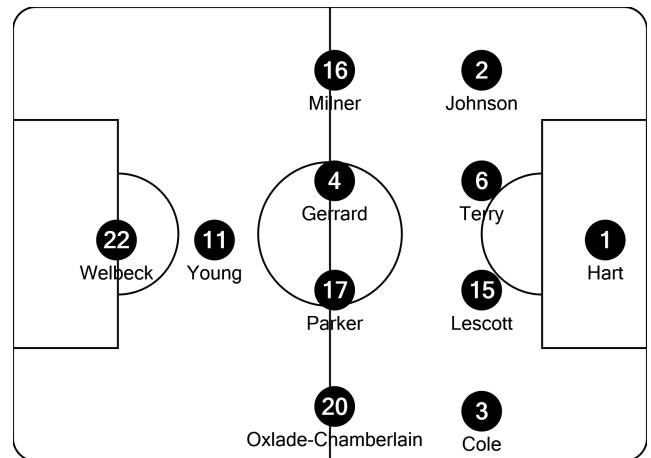 16
Milner
2
Johnson
4
Gerrard
6
Terry
22
Welbeck
11
Young
1
Hart
17
Parker
15
Lescott
20
Oxlade-Chamberlain
3
Cole